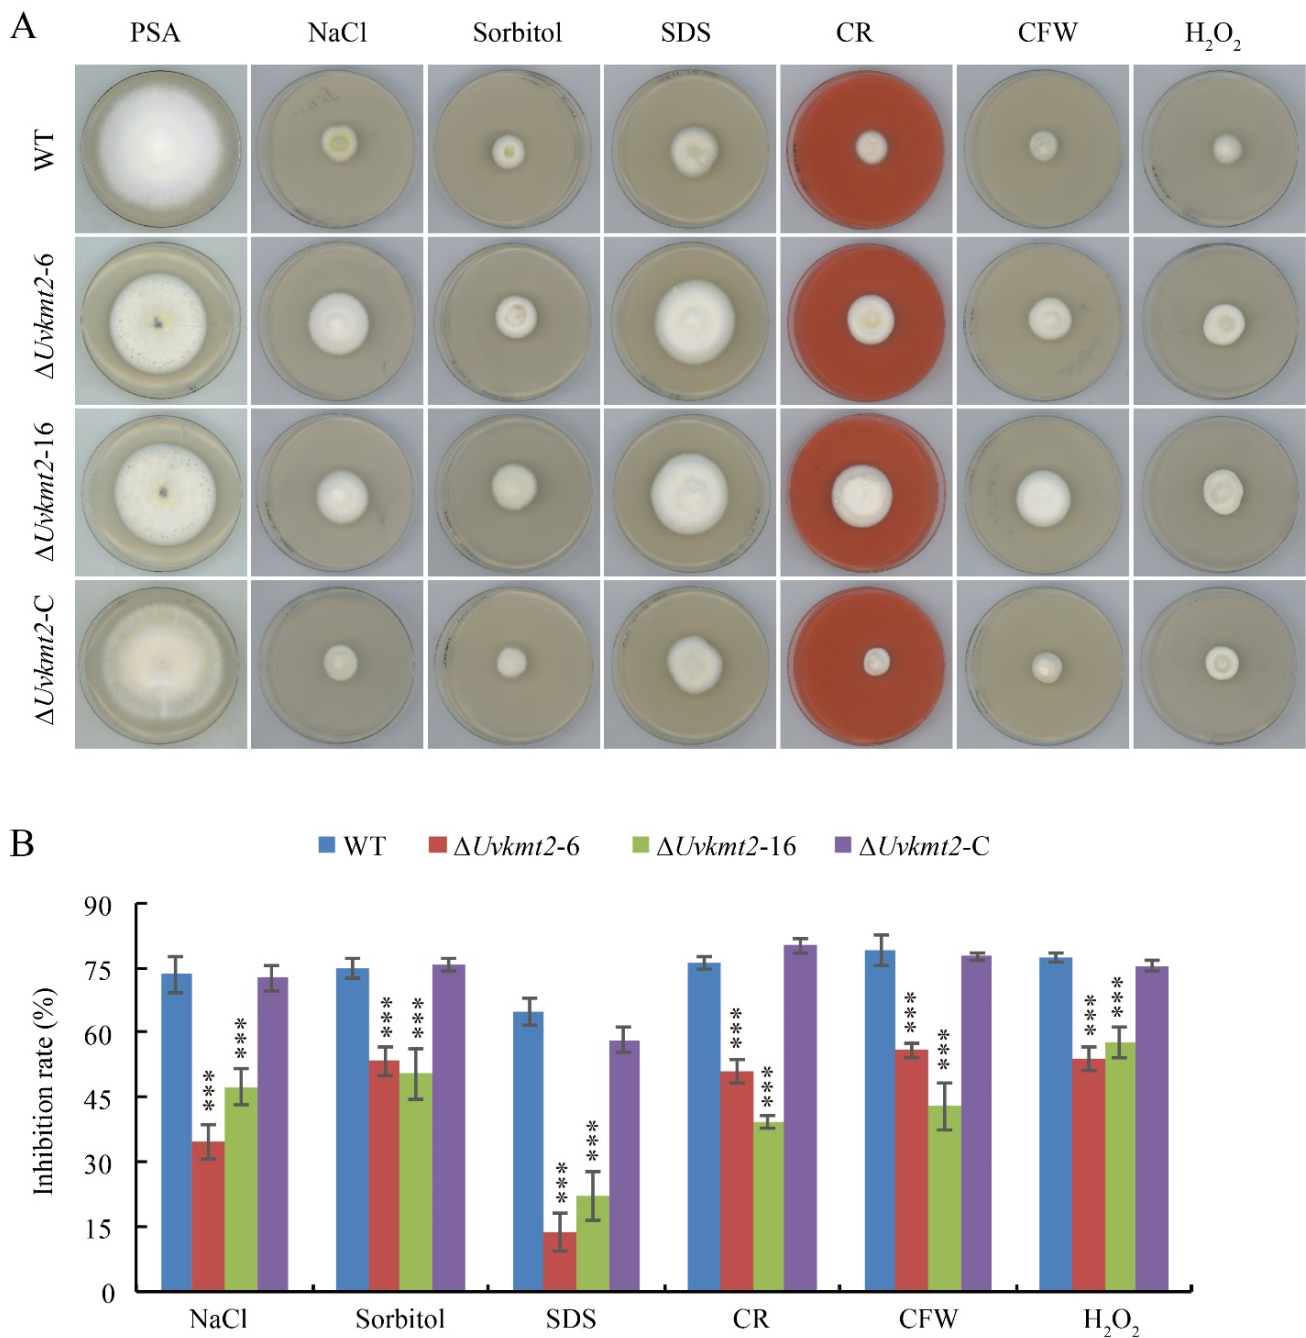 A
PSA NaCl Sorbitol SDS CR CFW H₂O₂
WT
ΔUvkmt2-6
ΔUvkmt2-16
ΔUvkmt2-C
B
WT ΔUvkmt2-6 ΔUvkmt2-16 ΔUvkmt2-C
Inhibition rate (%)
90
75
60
45
30
15
0
*** *** *** *** *** *** *** *** *** *** *** ***
NaCl Sorbitol SDS CR CFW H₂O₂